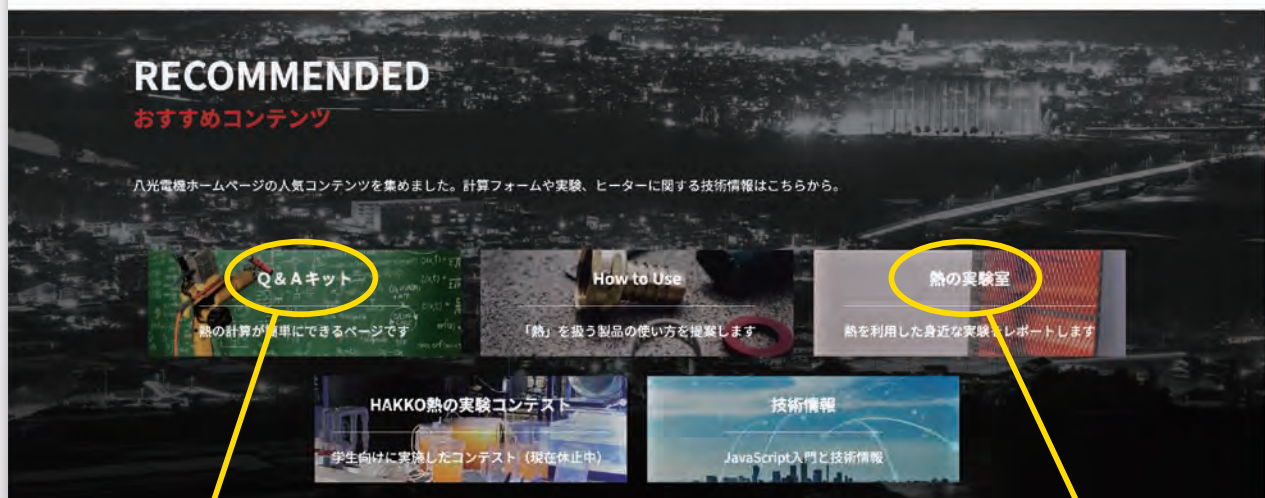 RECOMMENDED
おすすめコンテンツ
八光電機ホームページの人気コンテンツを集めました。計算フォームや実験、ヒーターに関する技術情報はこちらから。
Q&Aキット
熱の計算が簡単にできるページです
How to Use
「熱」を扱う製品の使い方を提案します
熱の実験室
熱を利用した身近な実験をレポートします
HAKKO熱の実験コンテスト
学生向けに実施したコンテスト（現在休止中）
技術情報
JavaScript入門と技術情報